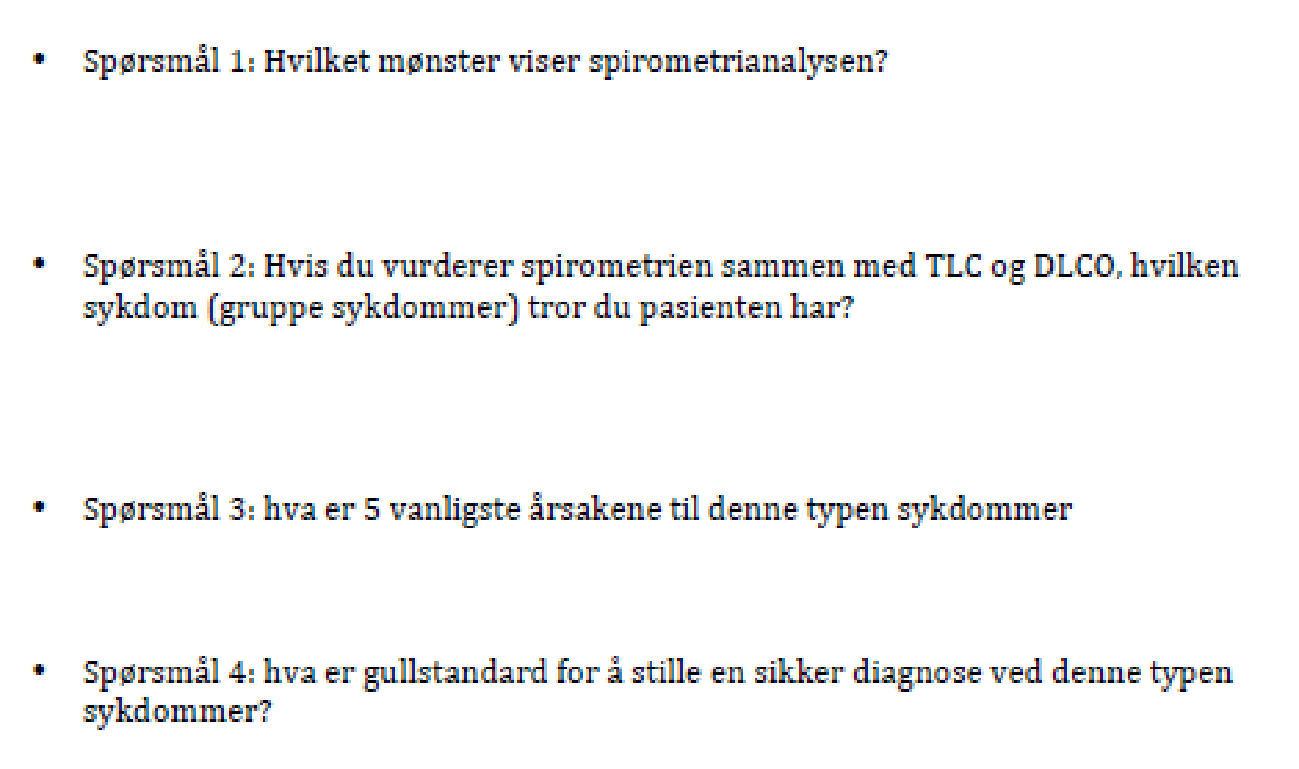 • Spørsmål 1: Hvilket mønster viser spirometrianalysen?
• Spørsmål 2: Hvis du vurderer spirometrien sammen med TLC og DLCO, hvilken
sykdom (gruppe sykdommer) tror du pasienten har?
• Spørsmål 3: hva er 5 vanligste årsakene til denne typen sykdommer
• Spørsmål 4: hva er gullstandard for å stille en sikker diagnose ved denne typen
sykdommer?